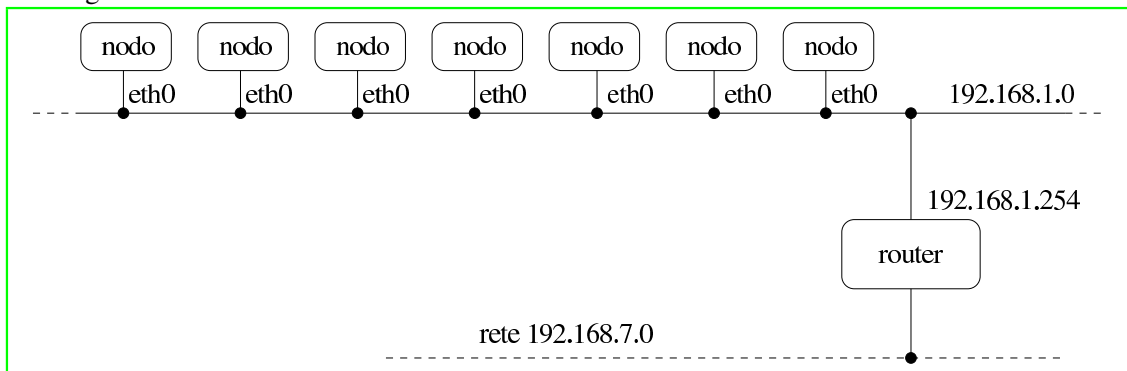 nodo nodo nodo nodo nodo nodo nodo
eth0 eth0 eth0 eth0 eth0 eth0 eth0 192.168.1.0
192.168.1.254
router
rete 192.168.7.0